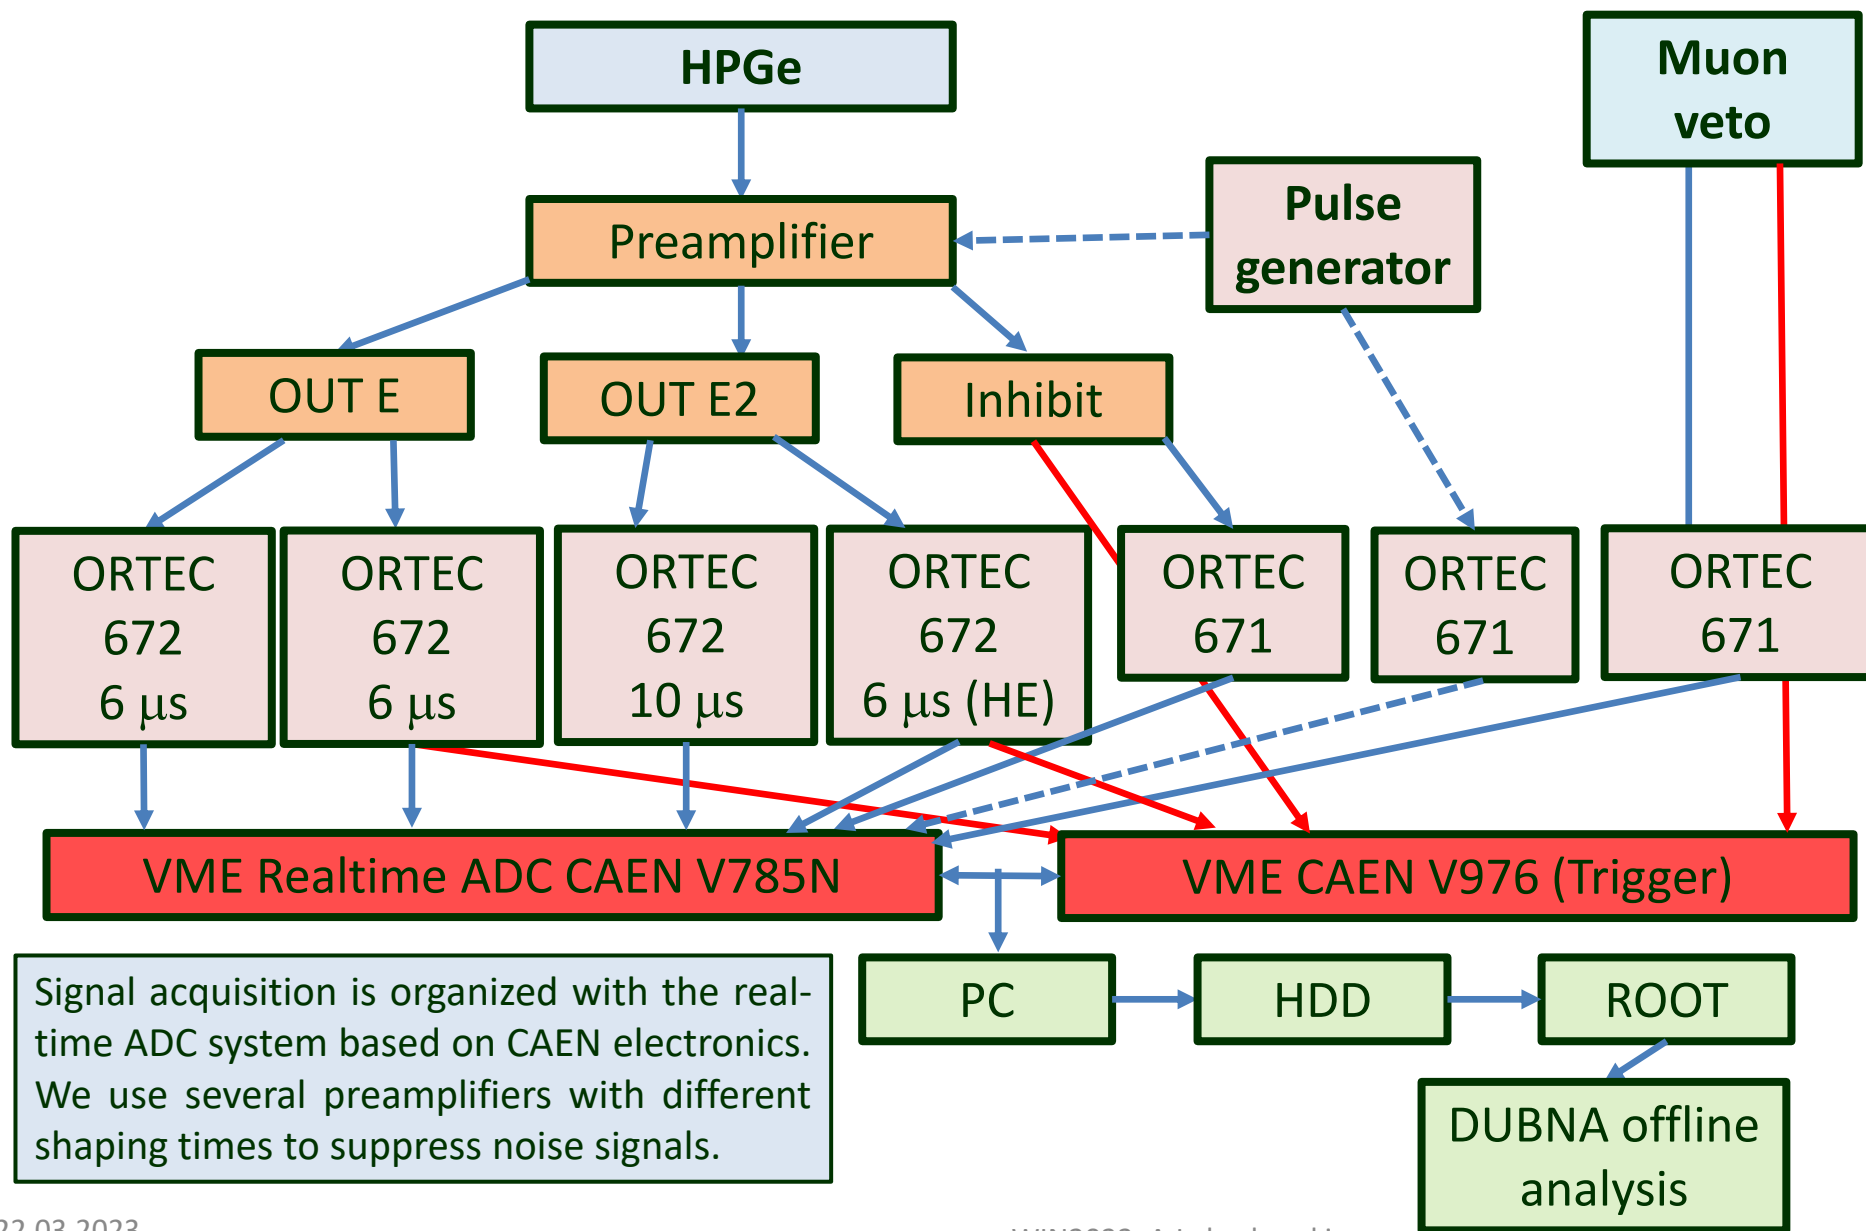 HPGe
Muon
veto
Pulse
generator
Preamplifier
OUT E
OUT E2
Inhibit
ORTEC
672
6 μs
ORTEC
672
6 μs
ORTEC
672
10 μs
ORTEC
672
6 μs (HE)
ORTEC
671
ORTEC
671
ORTEC
671
VME Realtime ADC CAEN V785N
VME CAEN V976 (Trigger)
Signal acquisition is organized with the real-
time ADC system based on CAEN electronics.
We use several preamplifiers with different
shaping times to suppress noise signals.
PC
HDD
ROOT
DUBNA offline
analysis
22.03.2023